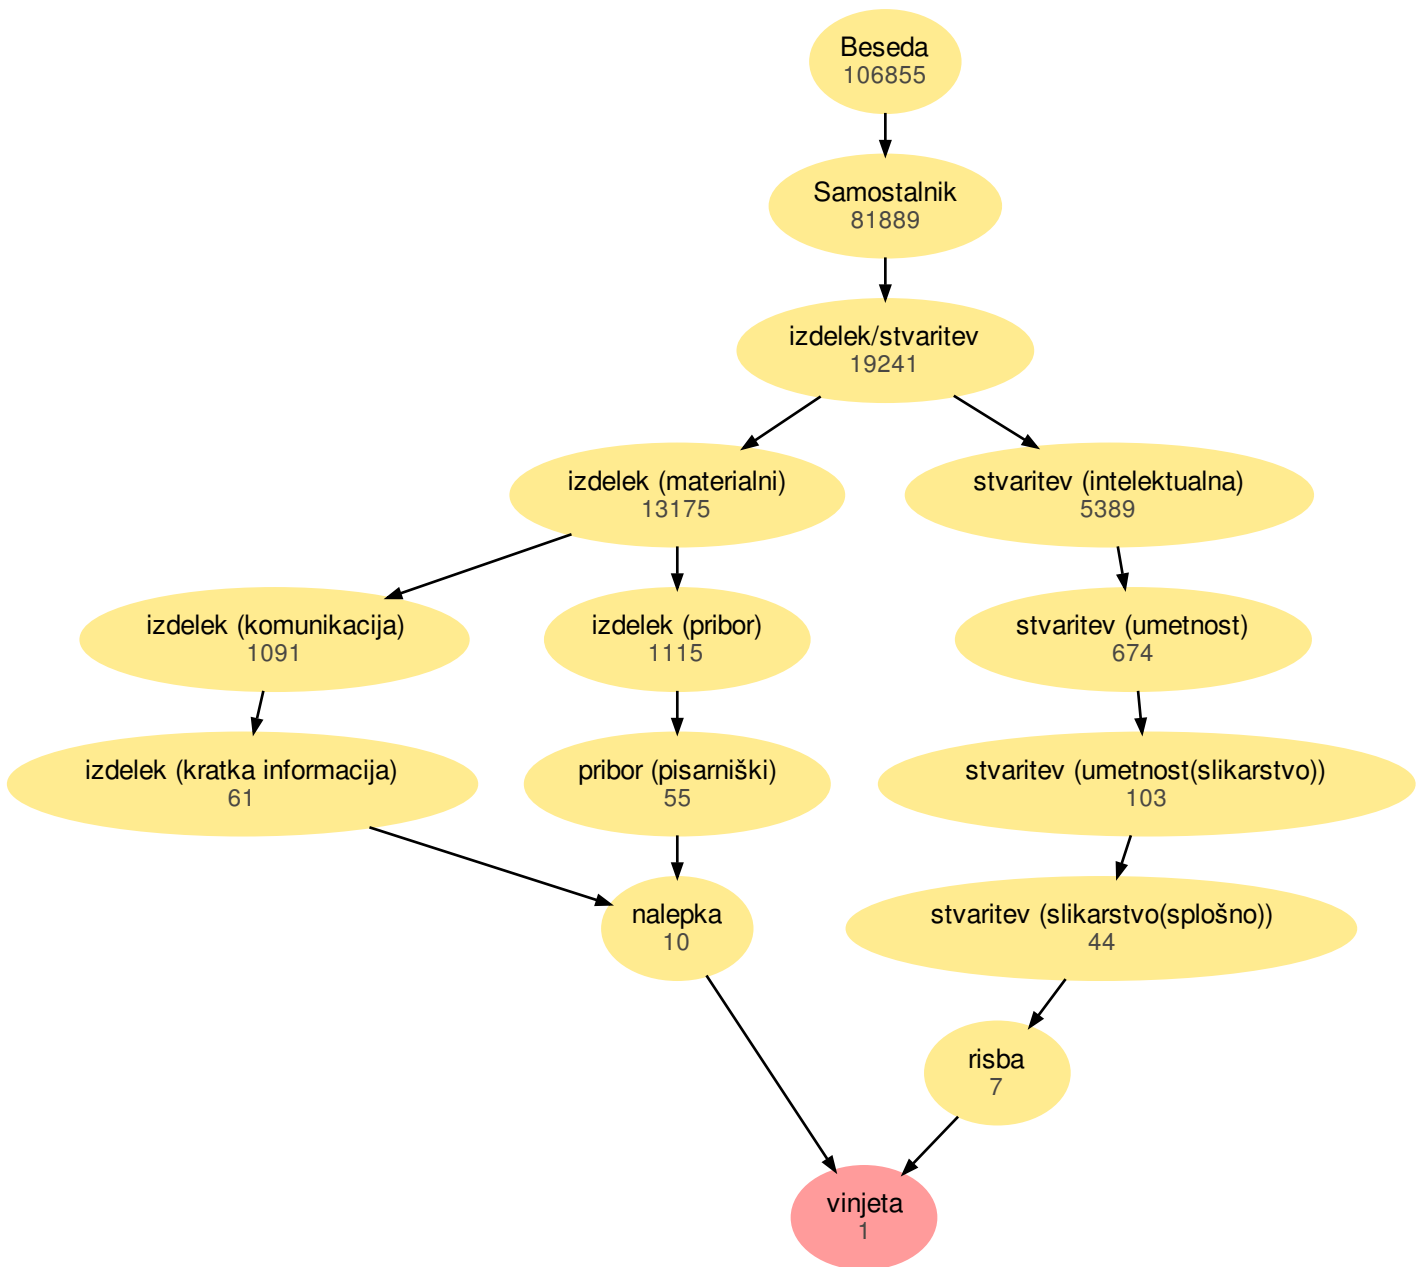 Beseda
106855
Samostalnik
81889
izdelek/stvaritev
19241
izdelek (materialni)
13175
stvaritev (intelektualna)
5389
izdelek (komunikacija)
1091
izdelek (pribor)
1115
stvaritev (umetnost)
674
izdelek (kratka informacija)
61
pribor (pisarniški)
55
stvaritev (umetnost(slikarstvo))
103
nalepka
10
stvaritev (slikarstvo(splošno))
44
risba
7
vinjeta
1